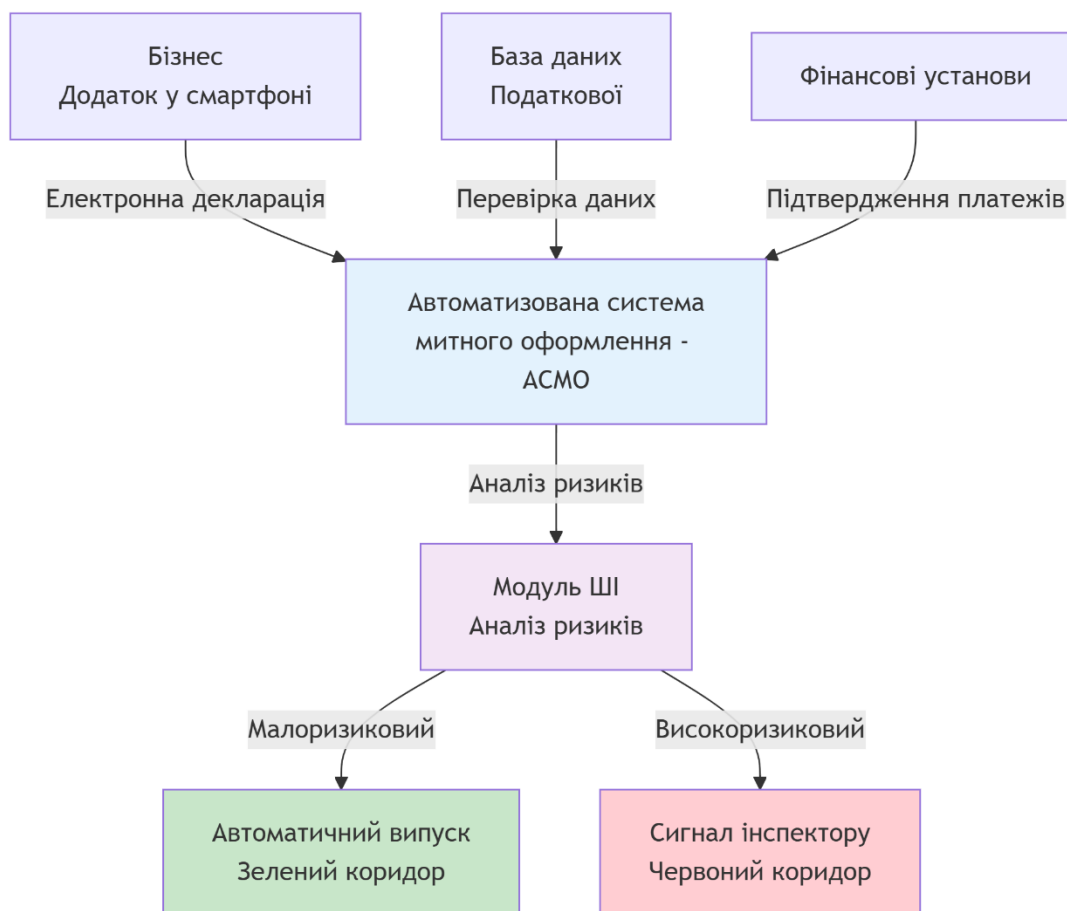 Бізнес
Додаток у смартфоні
База даних
Податкової
Фінансові установи
Електронна декларація
Перевірка даних
Підтвердження платежів
Автоматизована система
митного оформлення -
АСМО
Аналіз ризиків
Модуль ШІ
Аналіз ризиків
Малоризиковий
Високоризиковий
Автоматичний випуск
Зелений коридор
Сигнал інспектору
Червоний коридор